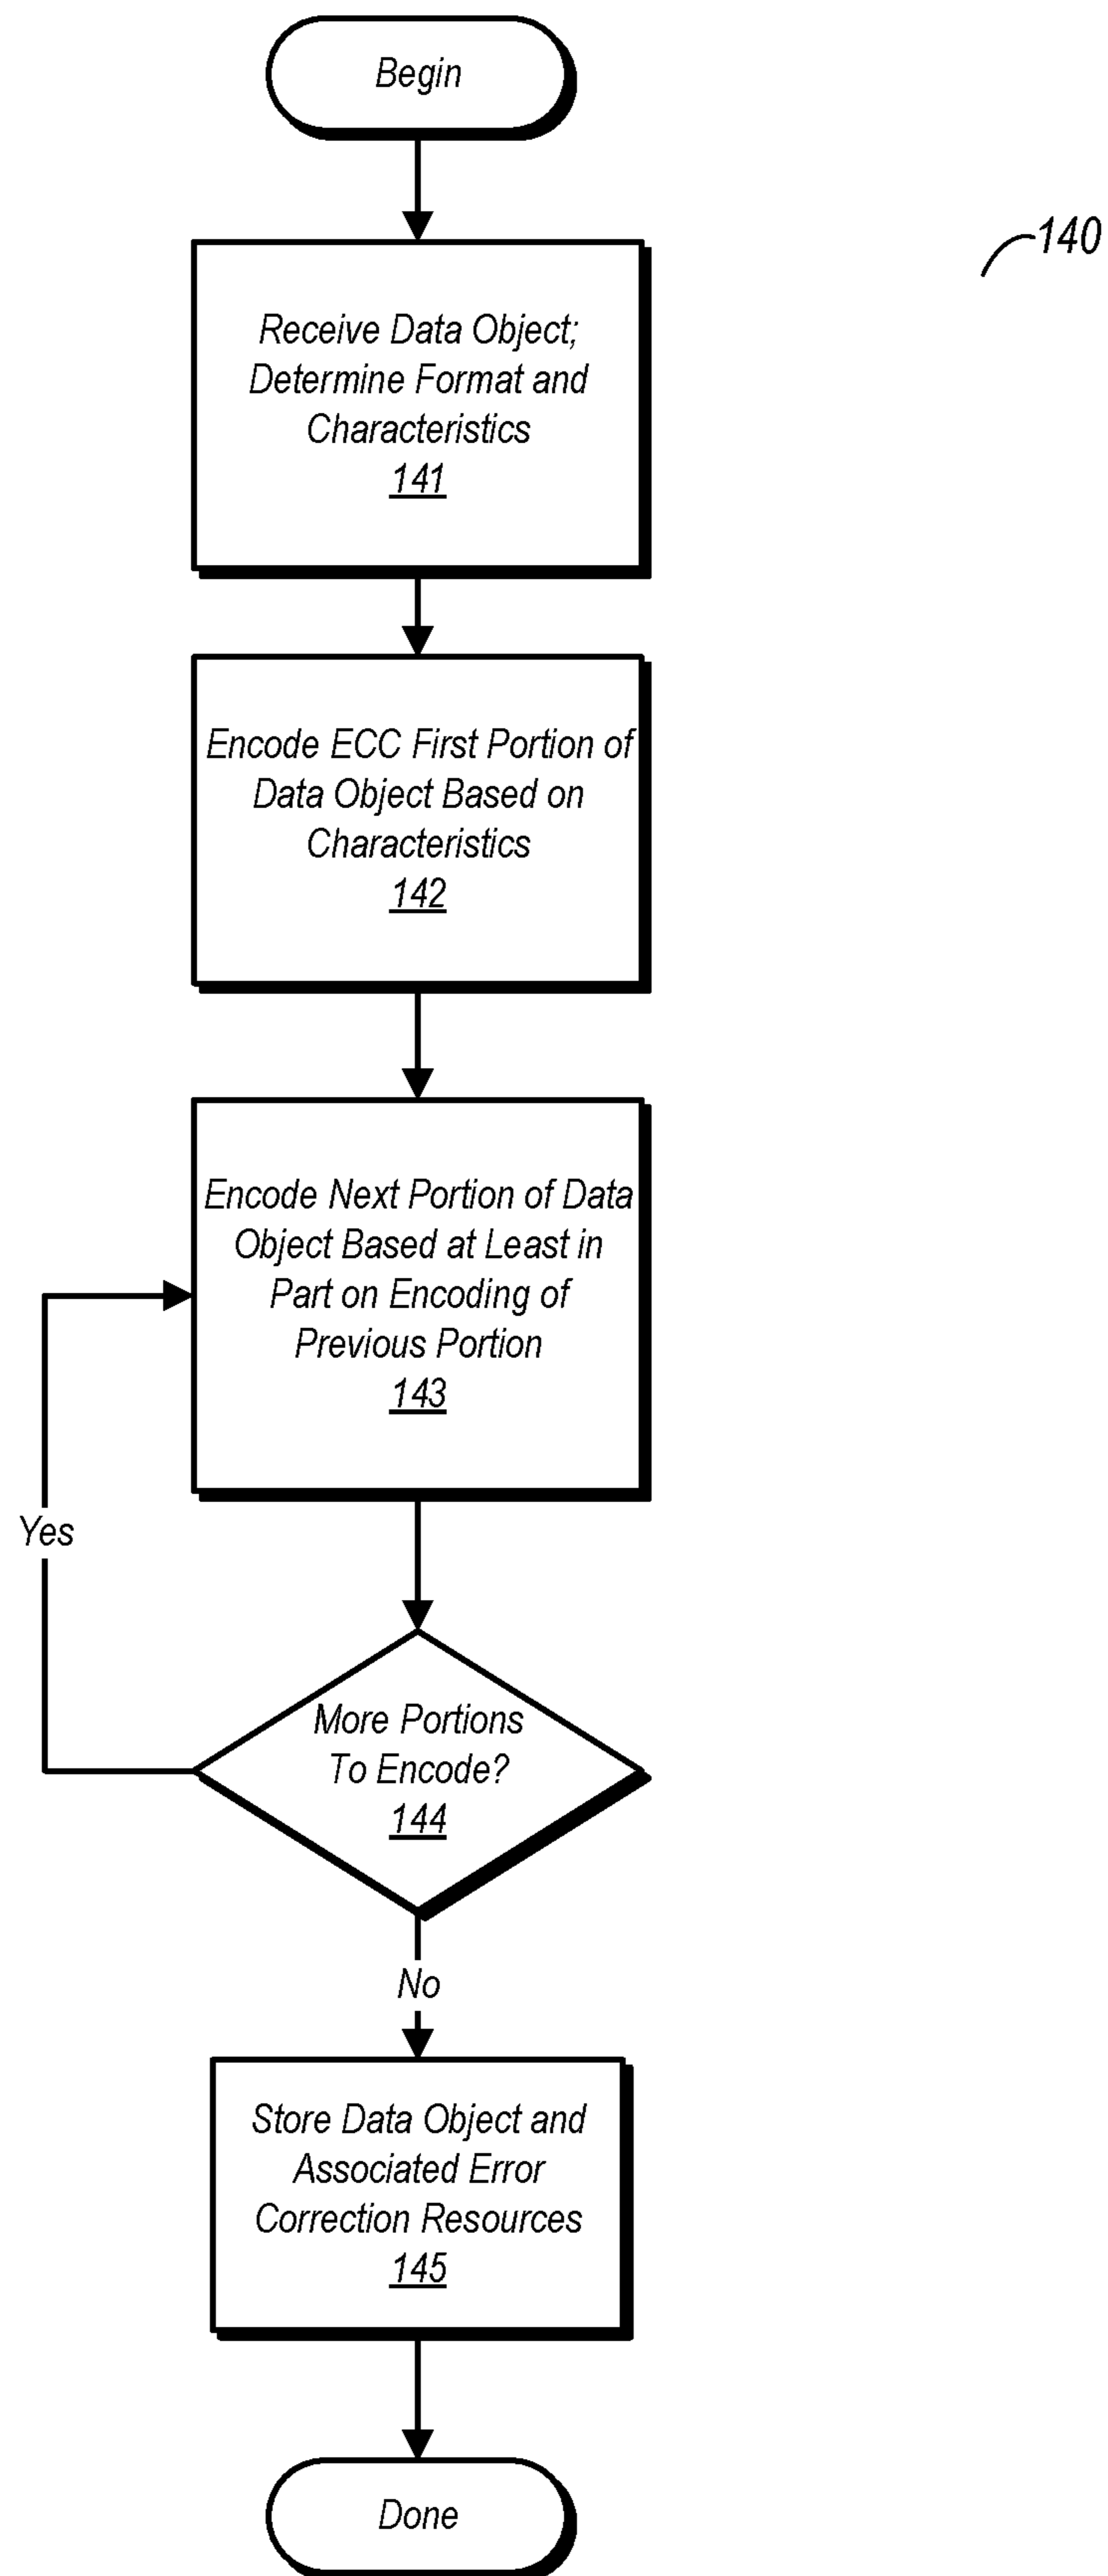 Begin
140
Receive Data Object;
Determine Format and
Characteristics
141
Encode ECC First Portion of
Data Object Based on
Characteristics
142
Encode Next Portion of Data
Object Based at Least in
Part on Encoding of
Previous Portion
143
Yes
More Portions
To Encode?
144
No
Store Data Object and
Associated Error
Correction Resources
145
Done